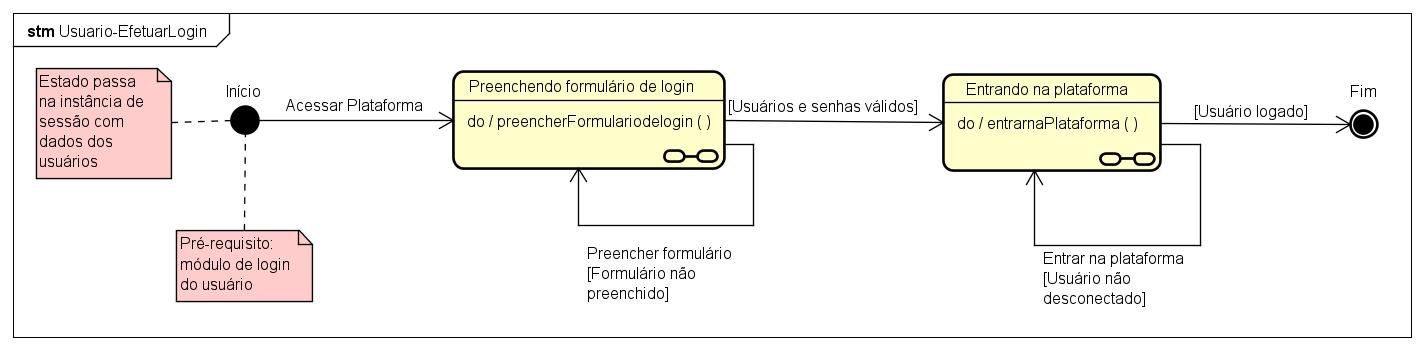 stm Usuario-EfetuarLogin
Estado passa
na instância de
sessão com
dados dos
usuários
Início
Acessar Plataforma
Pré-requisito:
módulo de login
do usuário
Preenchendo formulário de login
do / preencherFormulariodelogin ( )
[Usuários e senhas válidos]
Preencher formulário
[Formulário não
preenchido]
Entrando na plataforma
do / entrarnaPlataforma ( )
[Usuário logado]
Entrar na plataforma
[Usuário não
desconectado]
Fim